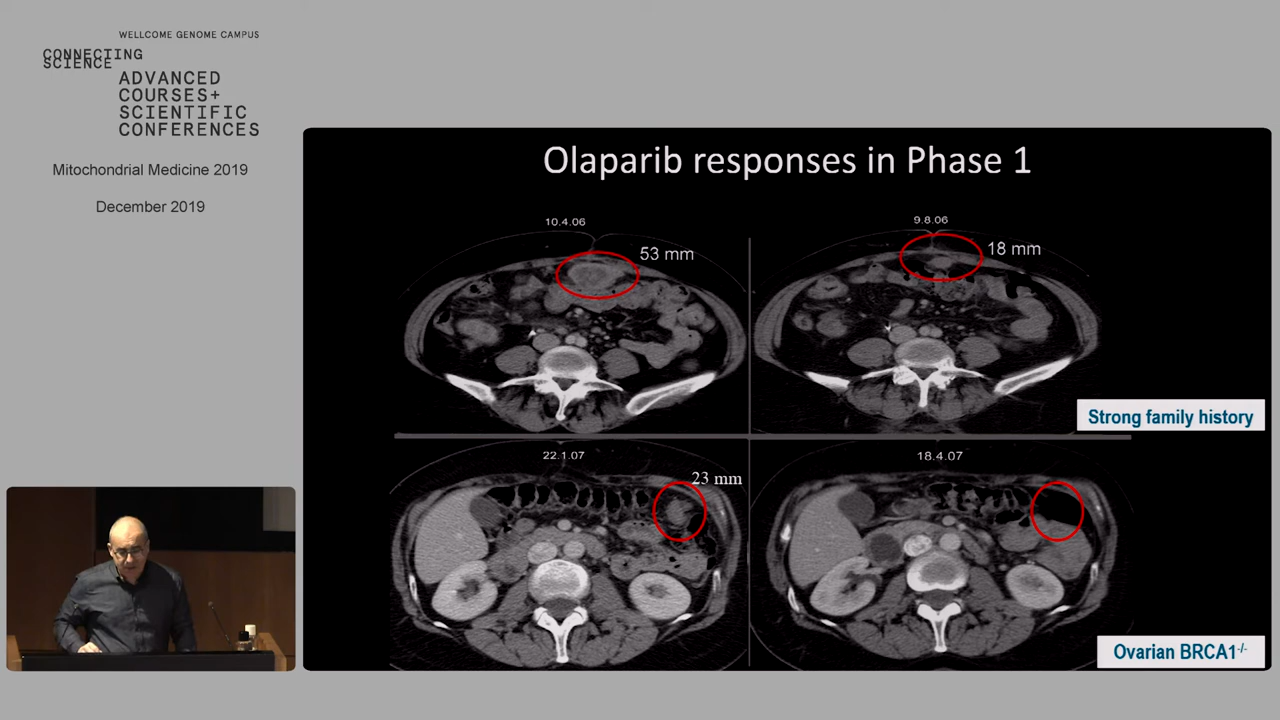 WELLCOME GENOME CAMPUS
CONNECTING
SCIENCE
ADVANCED
COURSES+
SCIENTIFIC
CONFERENCES
Mitochondrial Medicine 2019
December 2019
Olaparib responses in Phase 1
10.4.06
53 mm
9.8.06
18 mm
Strong family history
22.1.07
23 mm
18.4.07
Ovarian BRCA1-/-